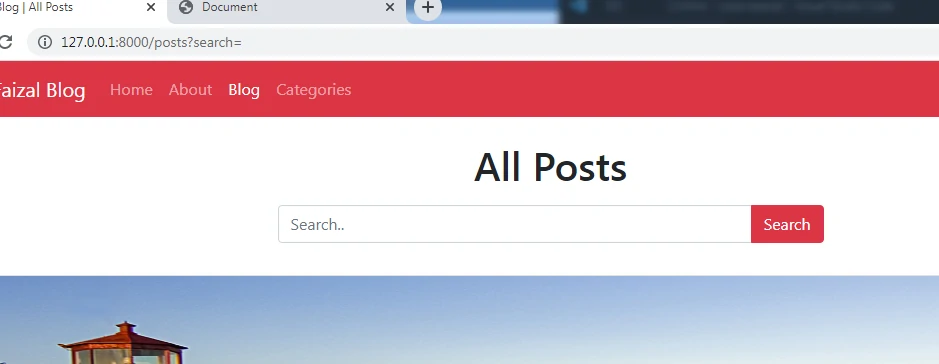 Blog | All Posts
Document
127.0.0.1:8000/posts?search=
Faizal Blog Home About Blog Categories
All Posts
Search..
Search